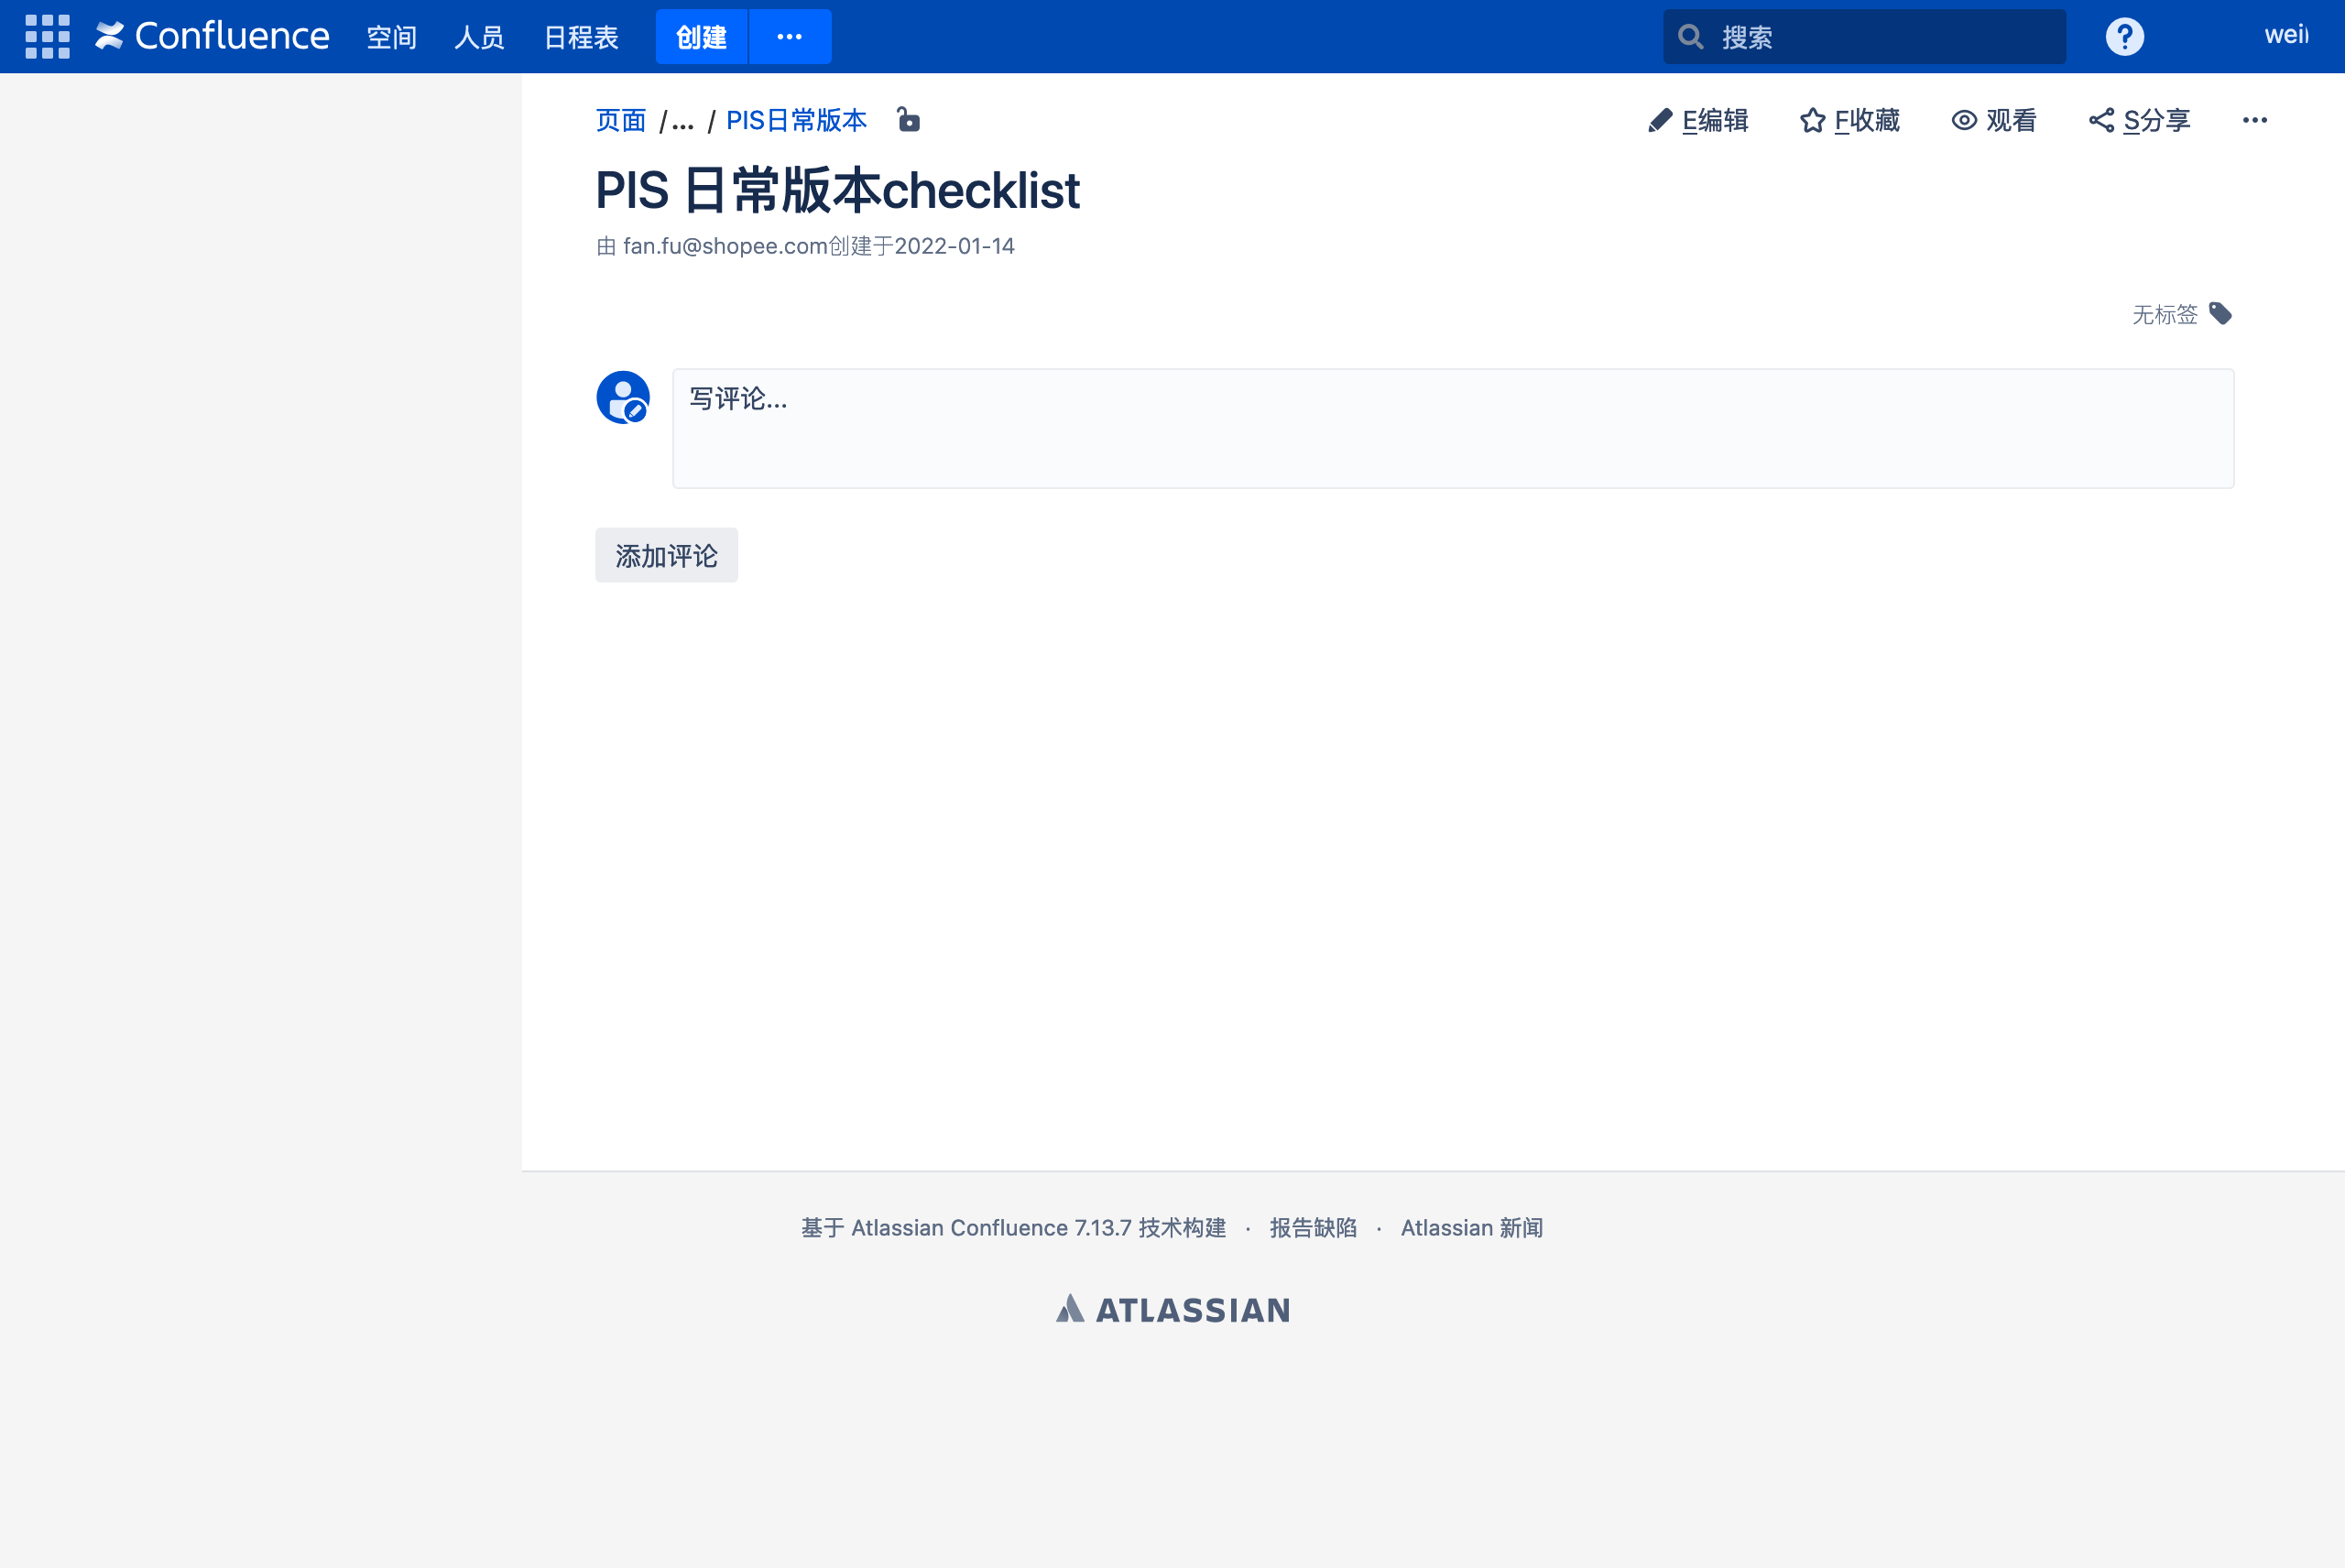 Confluence 空间 人员 日程表 创建 ... 搜索 ?
页面 /... / PIS日常版本 E编辑 F收藏 观看 S分享 ...
PIS 日常版本checklist
由 fan.fu@shopee.com创建于2022-01-14
无标签
写评论...
添加评论
基于 Atlassian Confluence 7.13.7 技术构建 · 报告缺陷 · Atlassian 新闻
ATLASSIAN